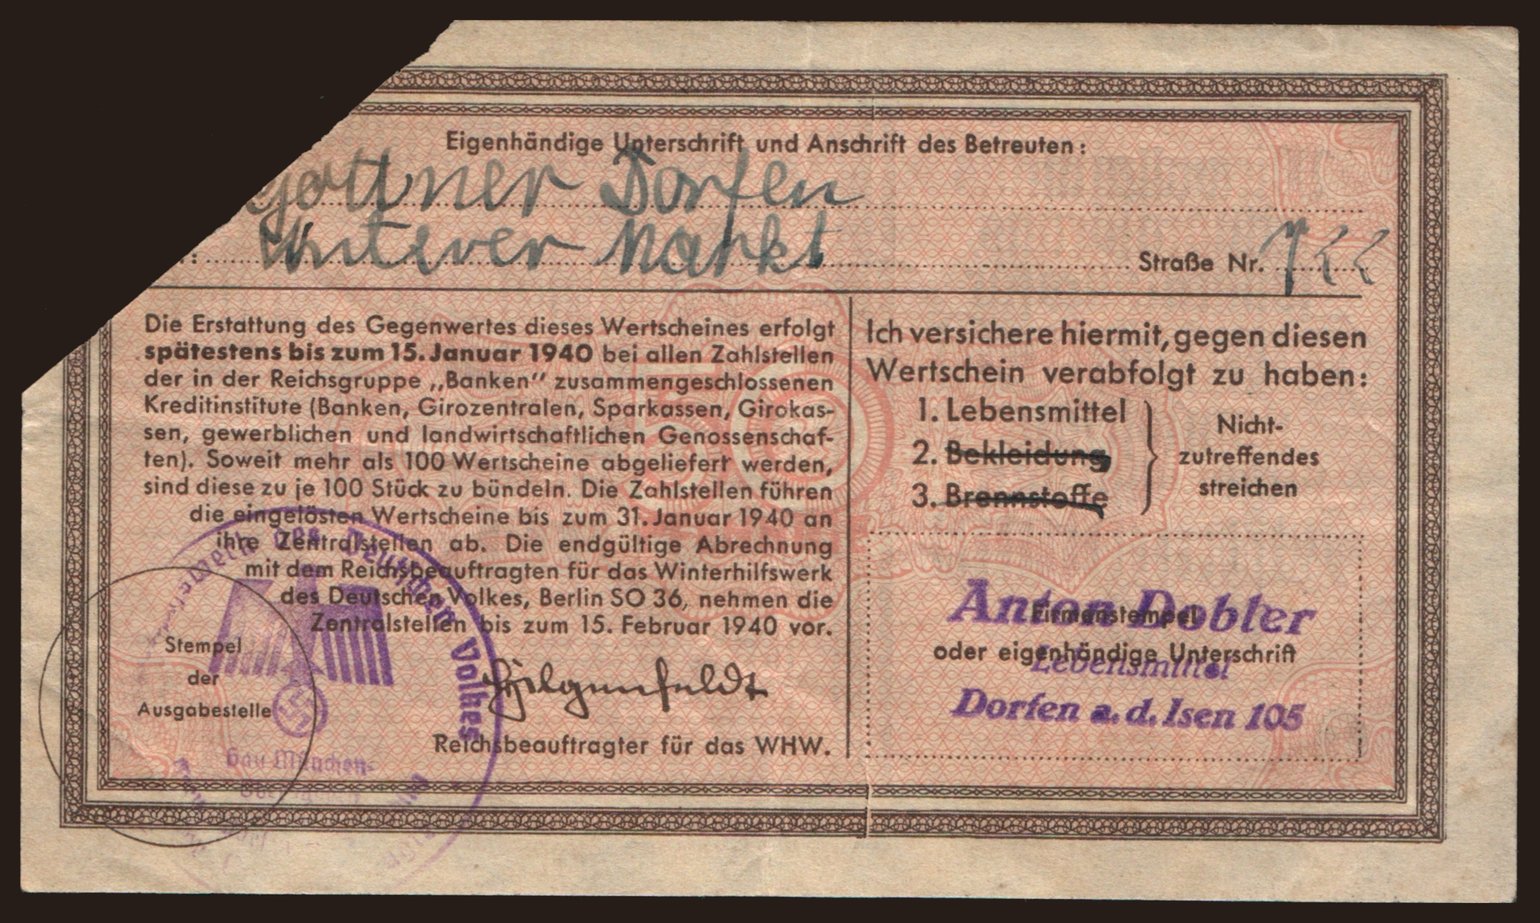 Eigenhändige Unterschrift und Anschrift des Betreuten:
Dorfen
Unterer Markt
Straße Nr.
Die Erstattung des Gegenwertes dieses Wertscheines erfolgt
spätestens bis zum 15. Januar 1940 bei allen Zahlstellen
der in der Reichsgruppe „Banken" zusammengeschlossenen
Kreditinstitute (Banken, Girozentralen, Sparkassen, Girokas-
sen, gewerblichen und landwirtschaftlichen Genossenschaf-
ten). Soweit mehr als 100 Wertscheine abgeliefert werden,
sind diese zu je 100 Stück zu bündeln. Die Zahlstellen führen
die eingelösten Wertscheine bis zum 31. Januar 1940 an
ihre Zentralstellen ab. Die endgültige Abrechnung
mit dem Reichsbeauftragten für das Winterhilfswerk
des Deutschen Volkes, Berlin SO 36, nehmen die
Zentralstellen bis zum 15. Februar 1940 vor.
Stempel
der
Ausgabestelle
des Deutschen Volkes
Gau München-
Hilgenfeldt
Reichsbeauftragter für das WHW.
Ich versichere hiermit, gegen diesen
Wertschein verabfolgt zu haben:
1. Lebensmittel
2. Bekleidung
3. Brennstoffe
Nicht-
zutreffendes
streichen
Firmenstempel
oder eigenhändige Unterschrift
Anton Dobler
Lebensmittel
Dorfen a. d. Isen 105
50